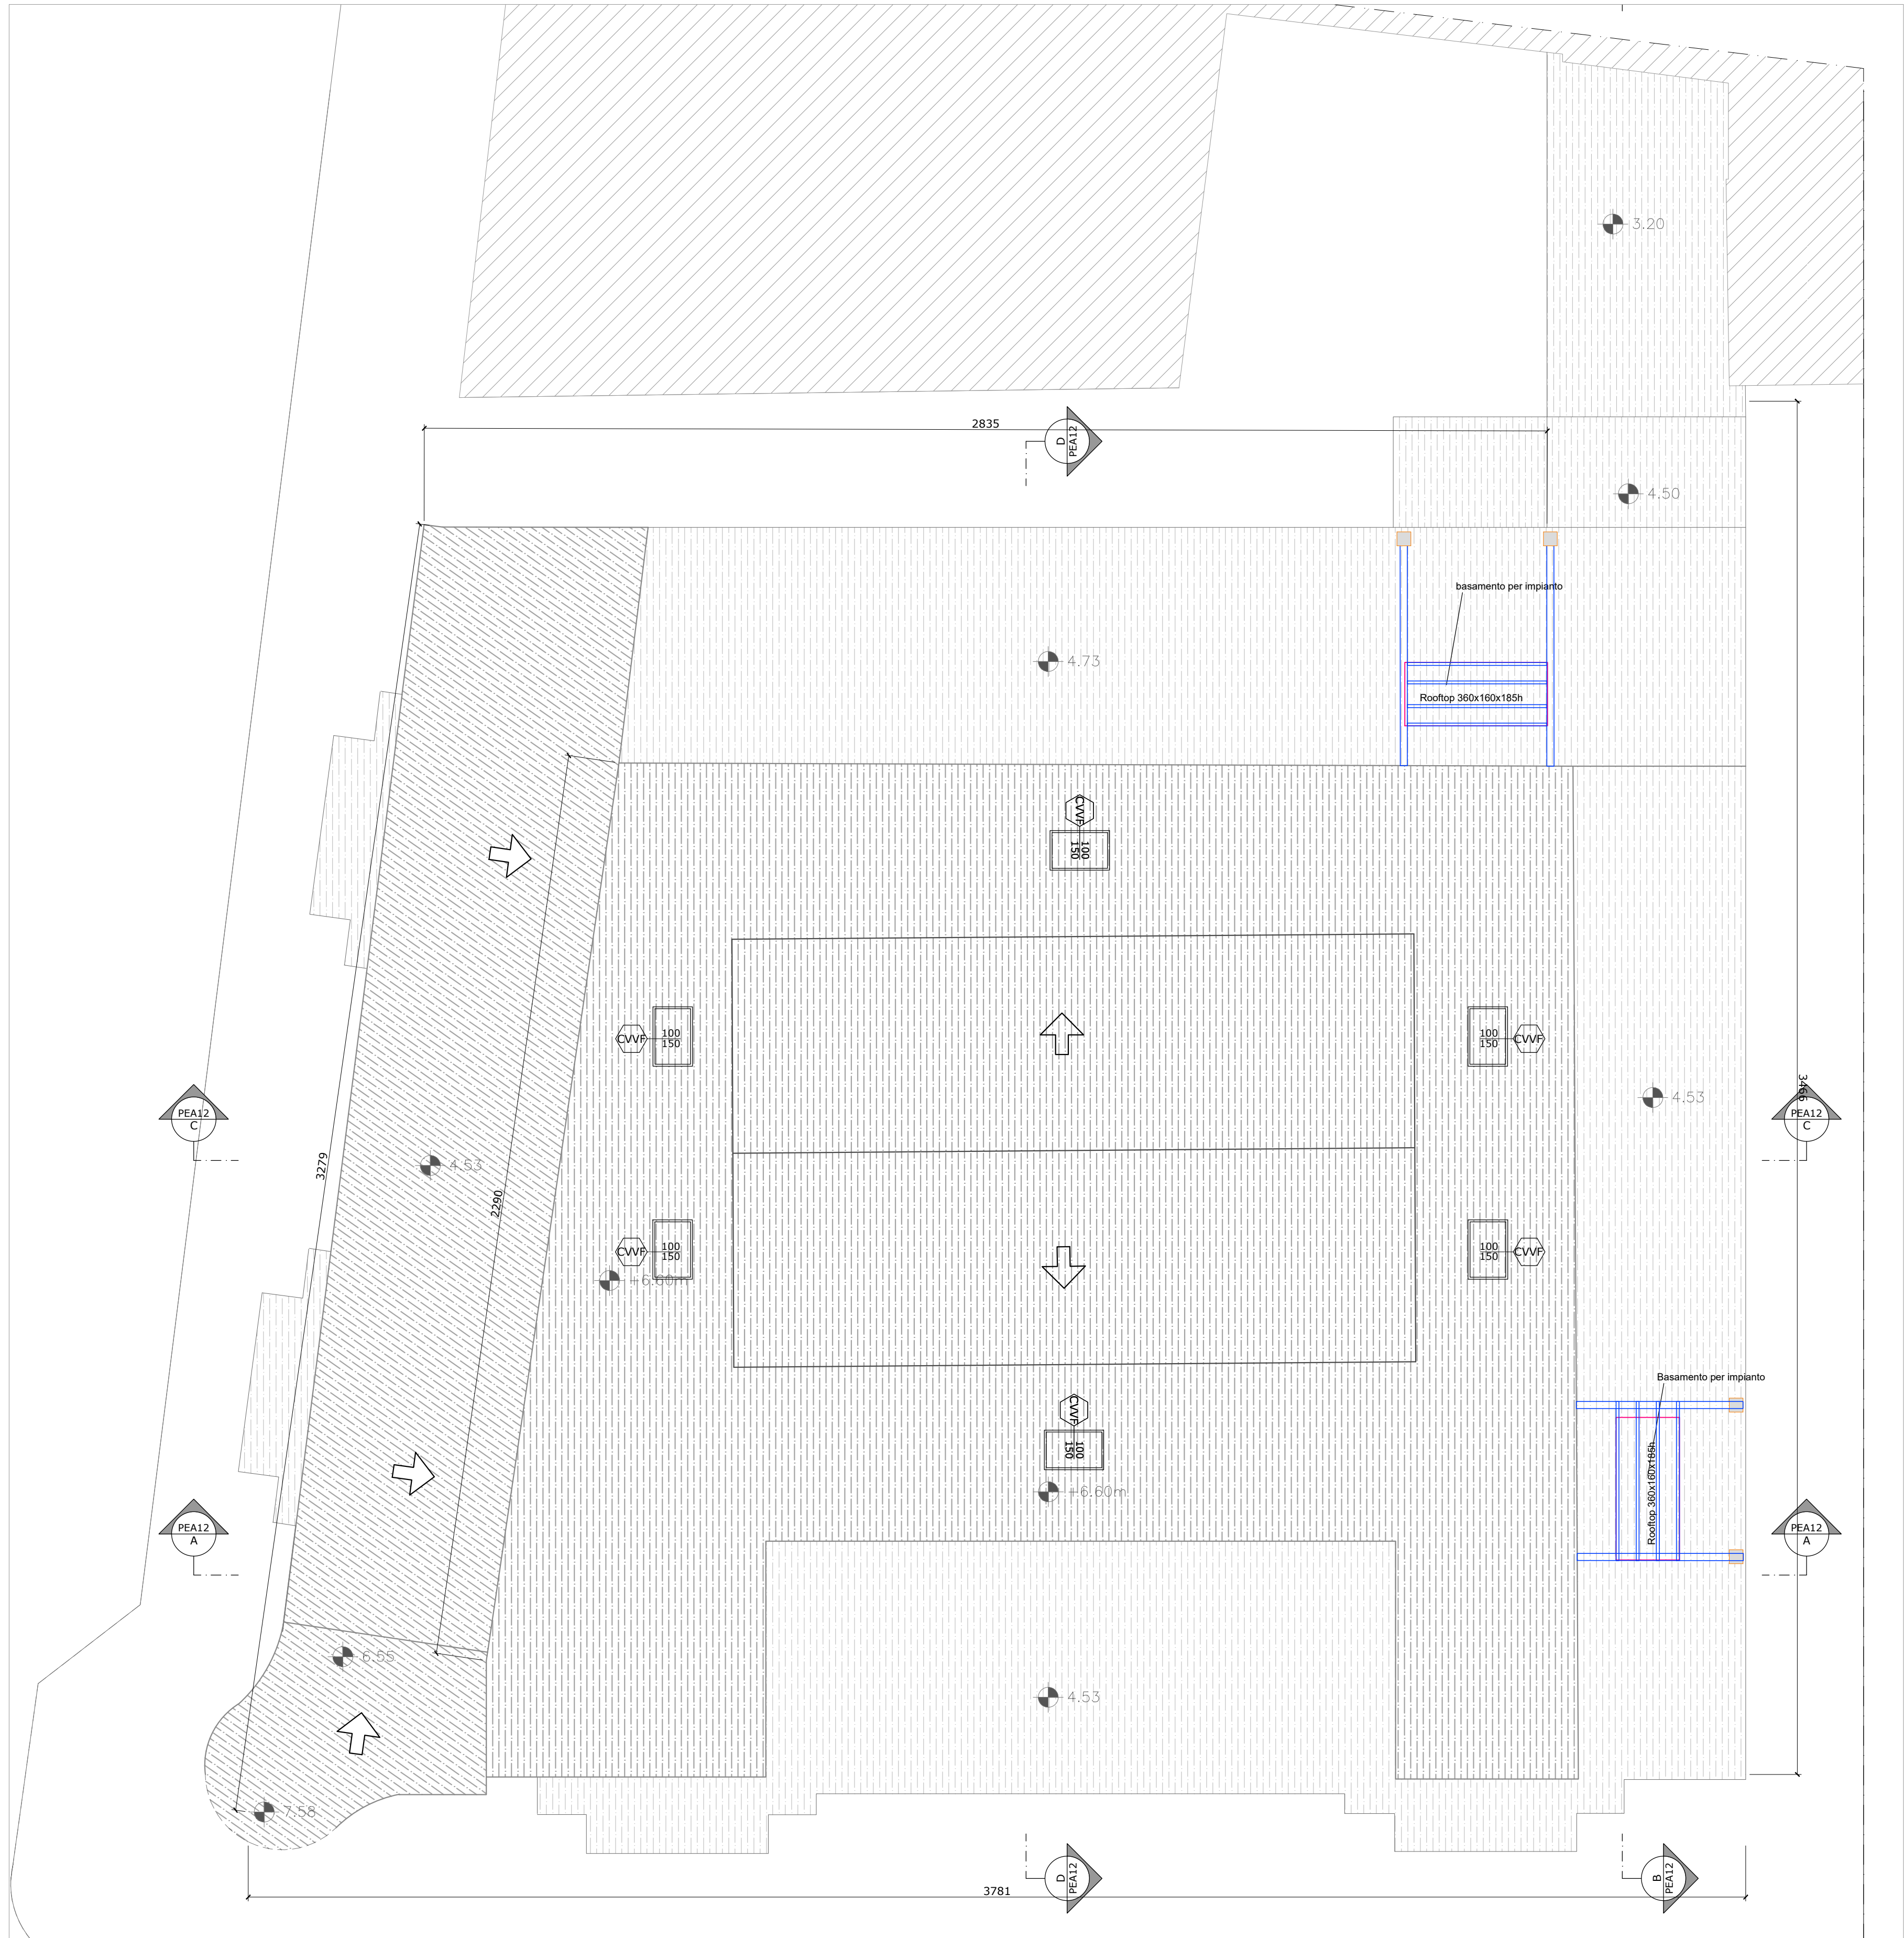 3.20
2835
D
PEA12
4.50
basamento per impianto
4.73
Rooftop 360x160x185h
CVVF
100
150
100
150
CVVF
100
150
CVVF
3466
4.53
PEA12
C
PEA12
C
3279
4.53
2290
CVVF
100
150
100
150
CVVF
+6.60m
Basamento per impianto
CVVF
100
150
Rooftop 360x160x185h
+6.60m
PEA12
A
PEA12
A
6.55
4.53
7.58
D
PEA12
B
PEA12
3781